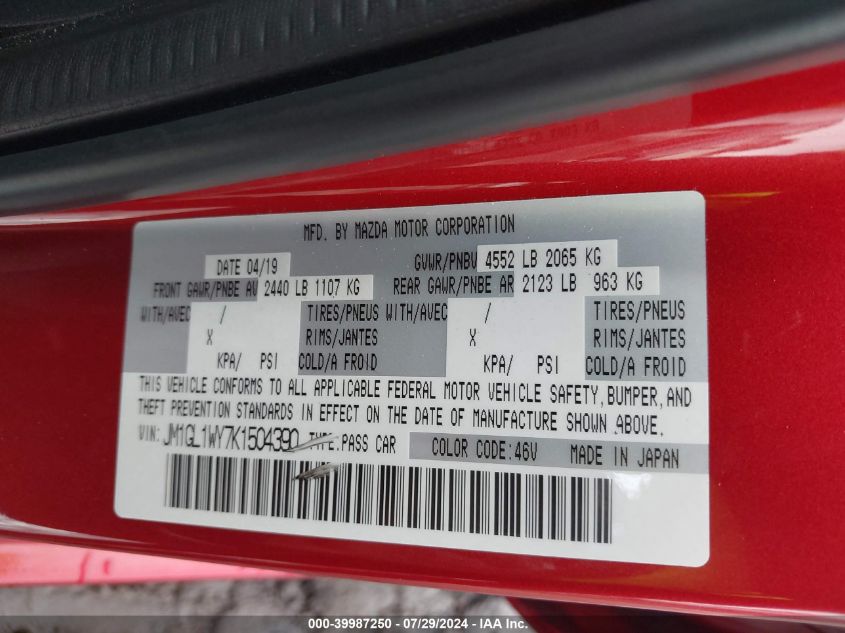 MFD. BY MAZDA MOTOR CORPORATION
DATE 04/19 GVWR/PNBV 4552 LB 2065 KG
FRONT GAWR/PNBE AV 2440 LB 1107 KG REAR GAWR/PNBE AR 2123 LB 963 KG
WITH/AVEC / TIRES/PNEUS WITH/AVEC / TIRES/PNEUS
X RIMS/JANTES X RIMS/JANTES
KPA/ PSI COLD/A FROID KPA/ PSI COLD/A FROID
THIS VEHICLE CONFORMS TO ALL APPLICABLE FEDERAL MOTOR VEHICLE SAFETY, BUMPER, AND
THEFT PREVENTION STANDARDS IN EFFECT ON THE DATE OF MANUFACTURE SHOWN ABOVE.
VIN: JM1GL1WY7K1504390 TYPE: PASS CAR COLOR CODE: 46V MADE IN JAPAN
000-39987250 - 07/29/2024 - IAAI.com